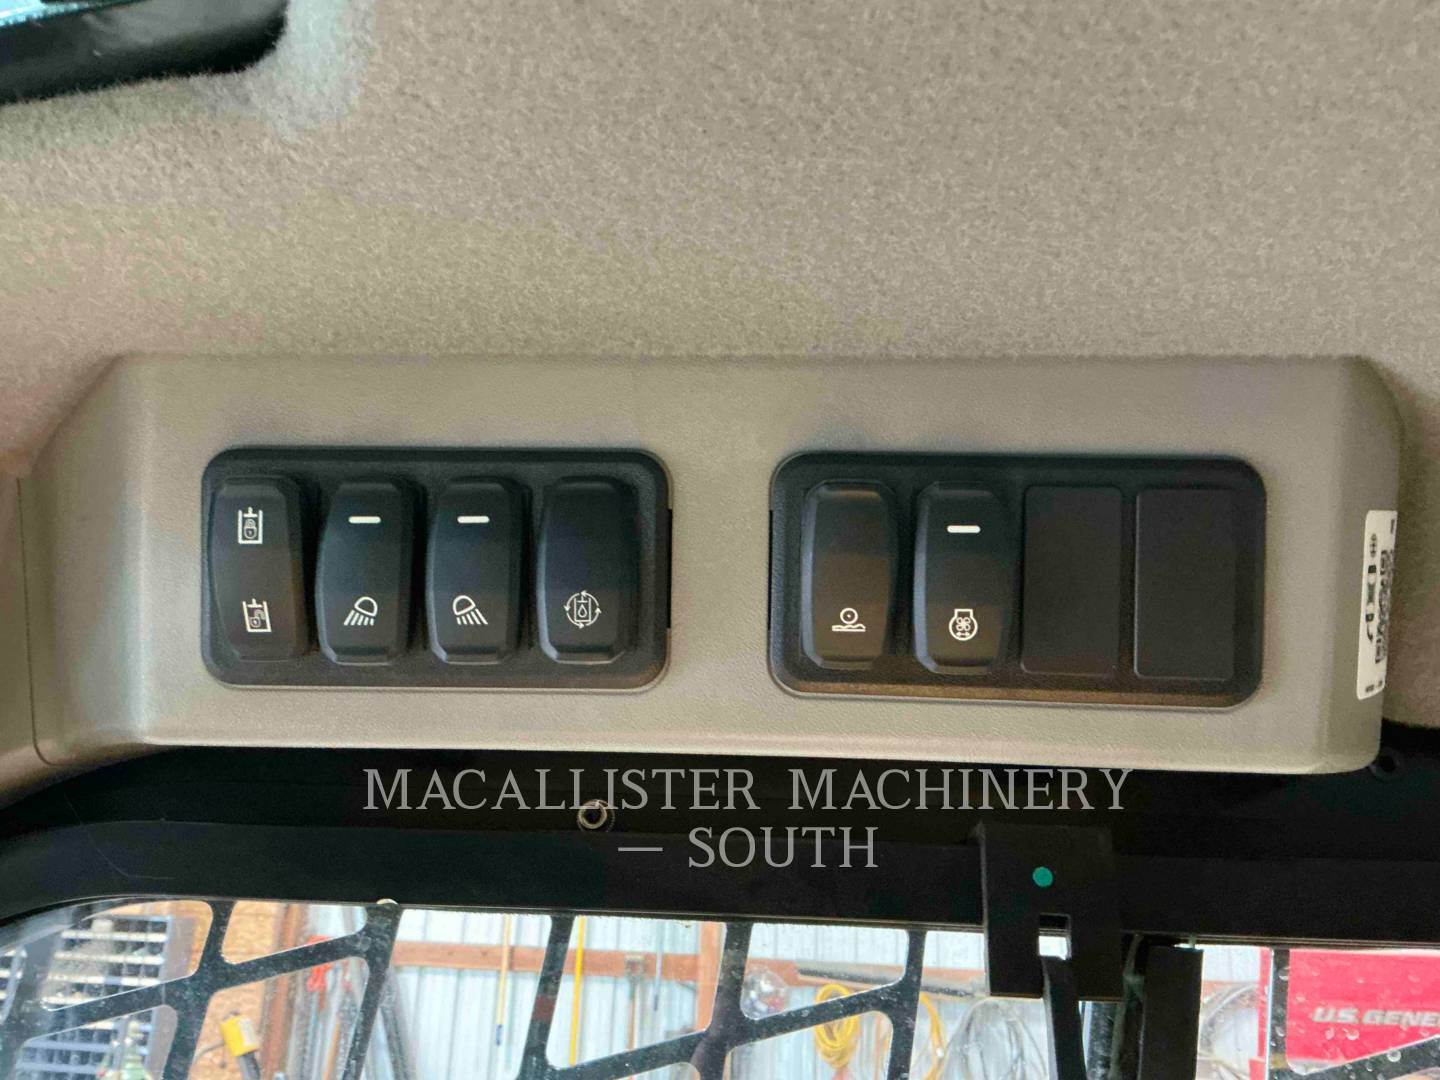 MACALLISTER MACHINERY
— SOUTH
U.S. GENE